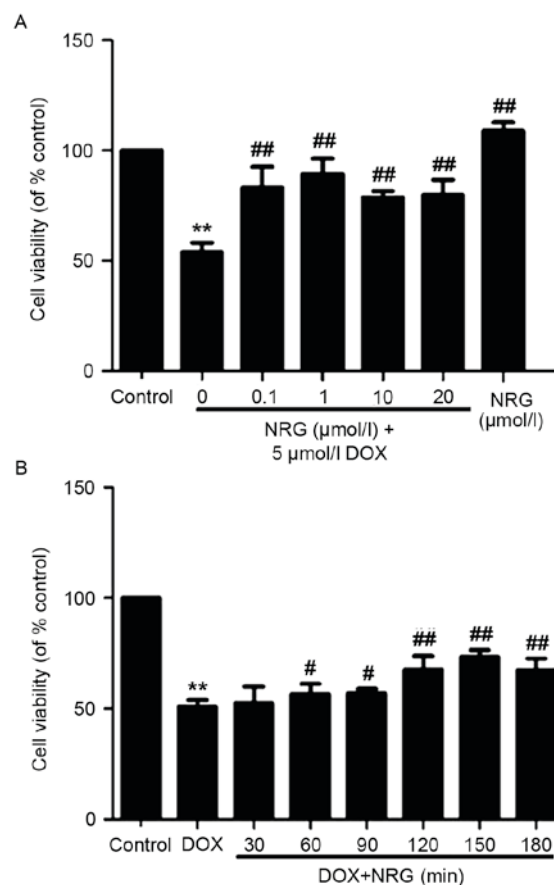 A
150
100
50
0
Cell viability (of % control)
**
##
##
##
##
##
Control
0
0.1
1
10
20
NRG
(μmol/l)
NRG (μmol/l) +
5 μmol/l DOX
B
150
100
50
0
Cell viability (of % control)
**
#
#
##
##
##
Control
DOX
30
60
90
120
150
180
DOX+NRG (min)